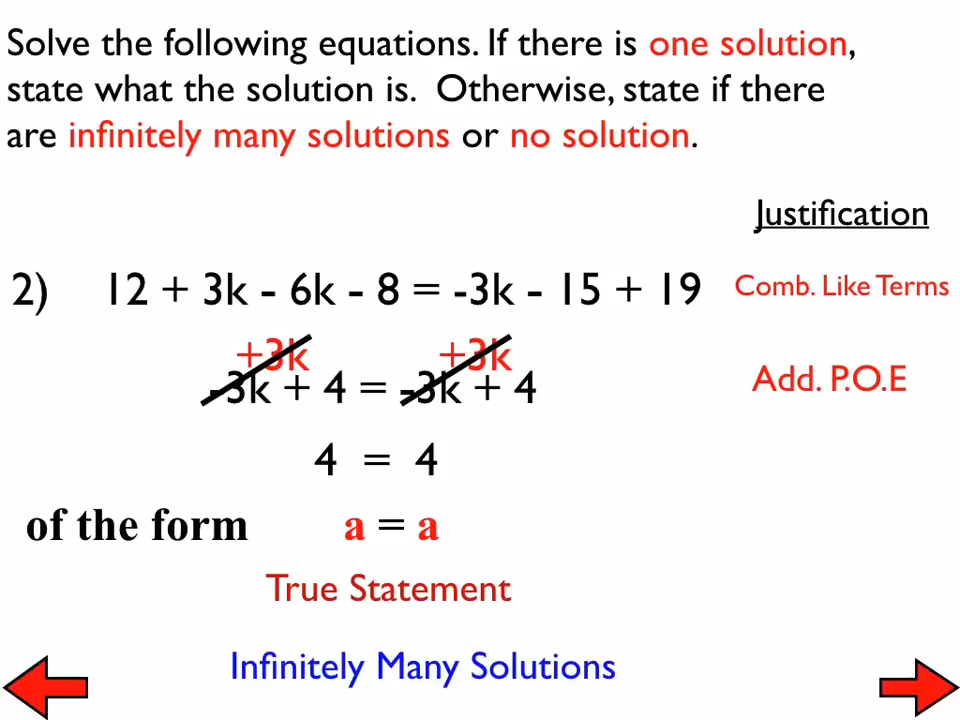 Solve the following equations. If there is one solution,
state what the solution is. Otherwise, state if there
are infinitely many solutions or no solution.
Justification
2) 12 + 3k - 6k - 8 = -3k - 15 + 19 Comb. Like Terms
+3k +3k
-3k + 4 = -3k + 4 Add. P.O.E
4 = 4
of the form a = a
True Statement
Infinitely Many Solutions